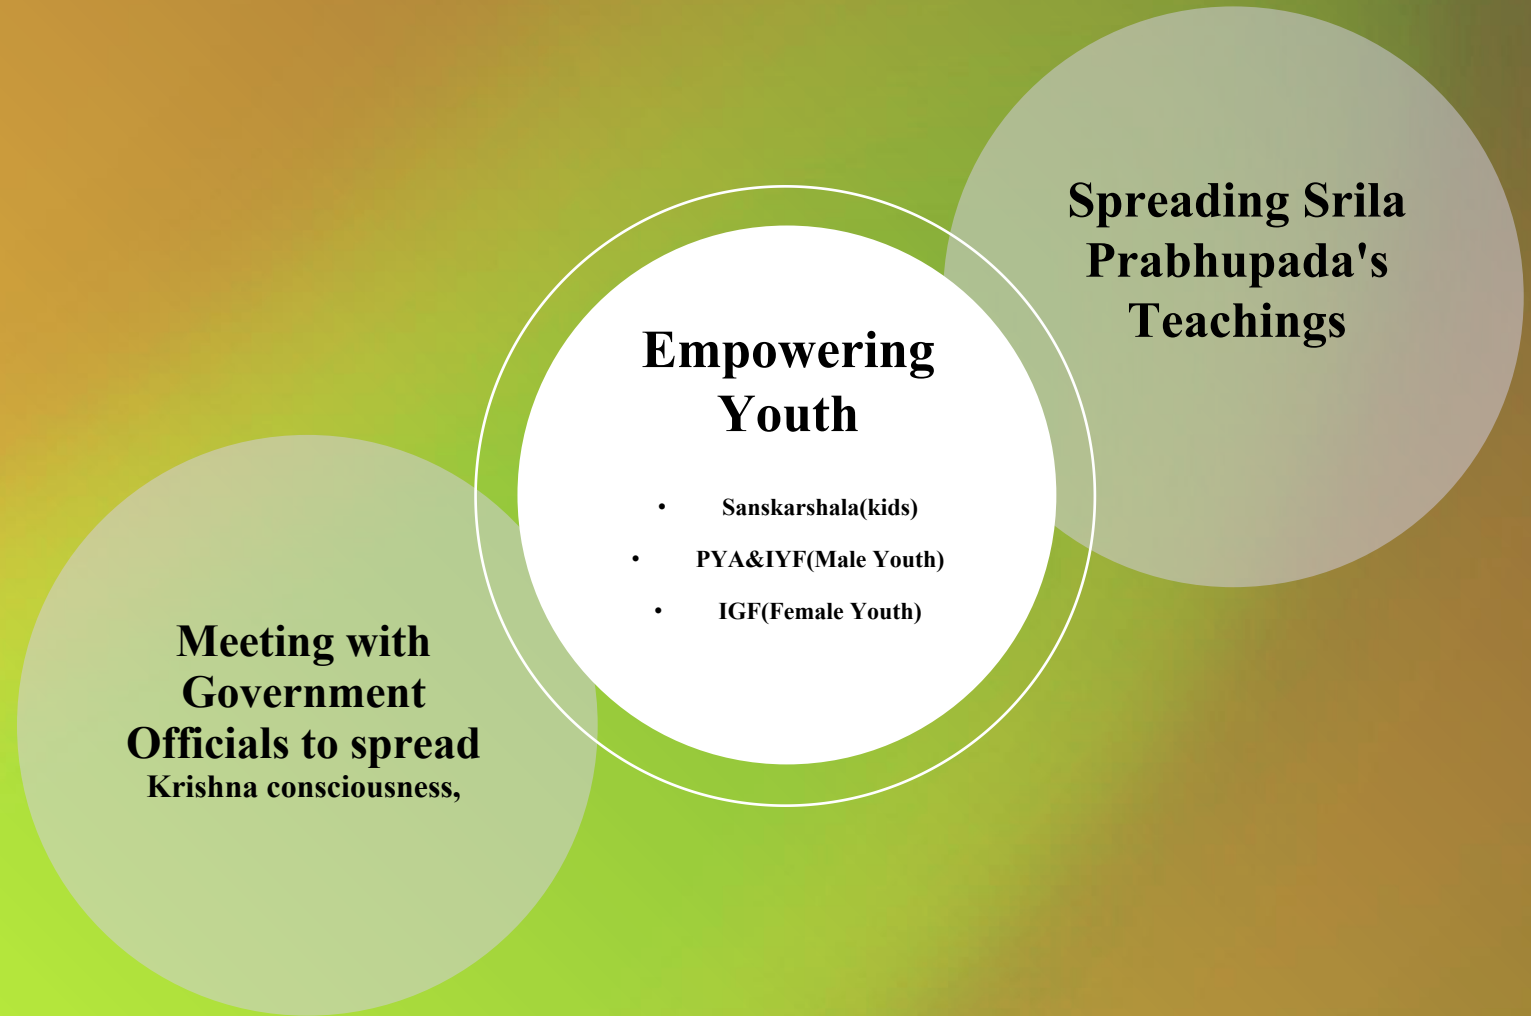 Spreading Srila
Prabhupada's
Teachings
Empowering
Youth
• Sanskarshala(kids)
• PYA&IYF(Male Youth)
• IGF(Female Youth)
Meeting with
Government
Officials to spread
Krishna consciousness,